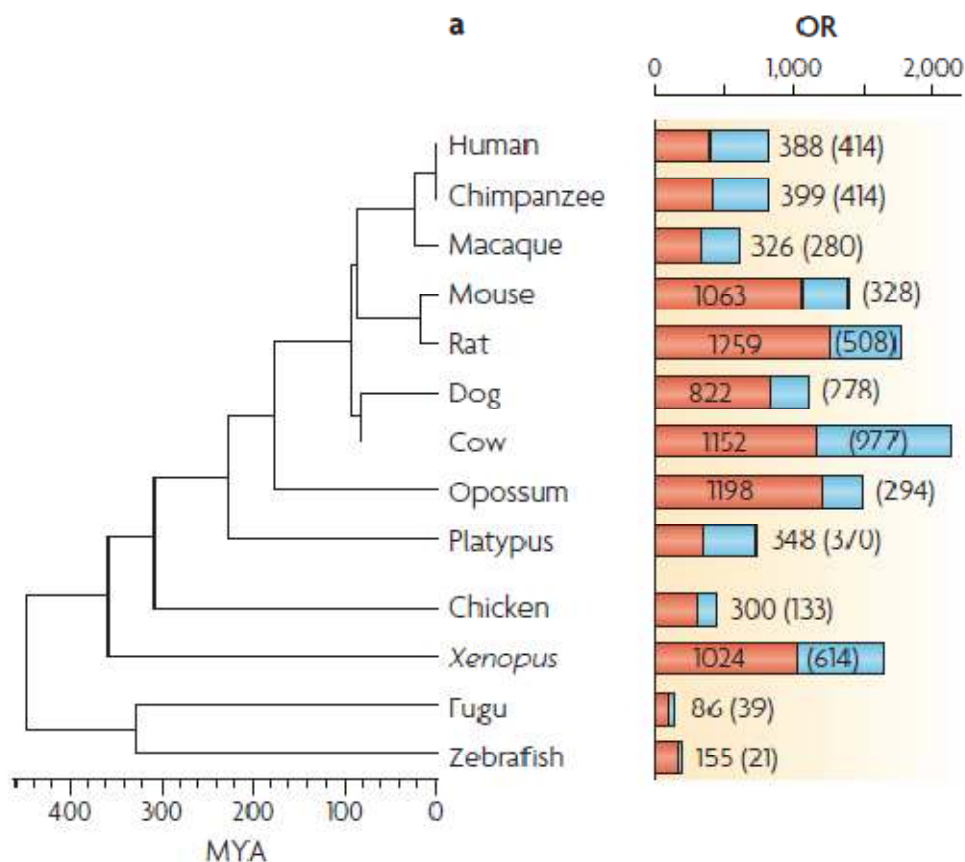 a
OR
0 1,000 2,000
Human 388 (414)
Chimpanzee 399 (414)
Macaque 326 (280)
Mouse 1063 (328)
Rat 1259 (508)
Dog 822 (278)
Cow 1152 (977)
Opossum 1198 (294)
Platypus 348 (370)
Chicken 300 (133)
Xenopus 1024 (614)
Fugu 86 (39)
Zebrafish 155 (21)
400 300 200 100 0
MYA